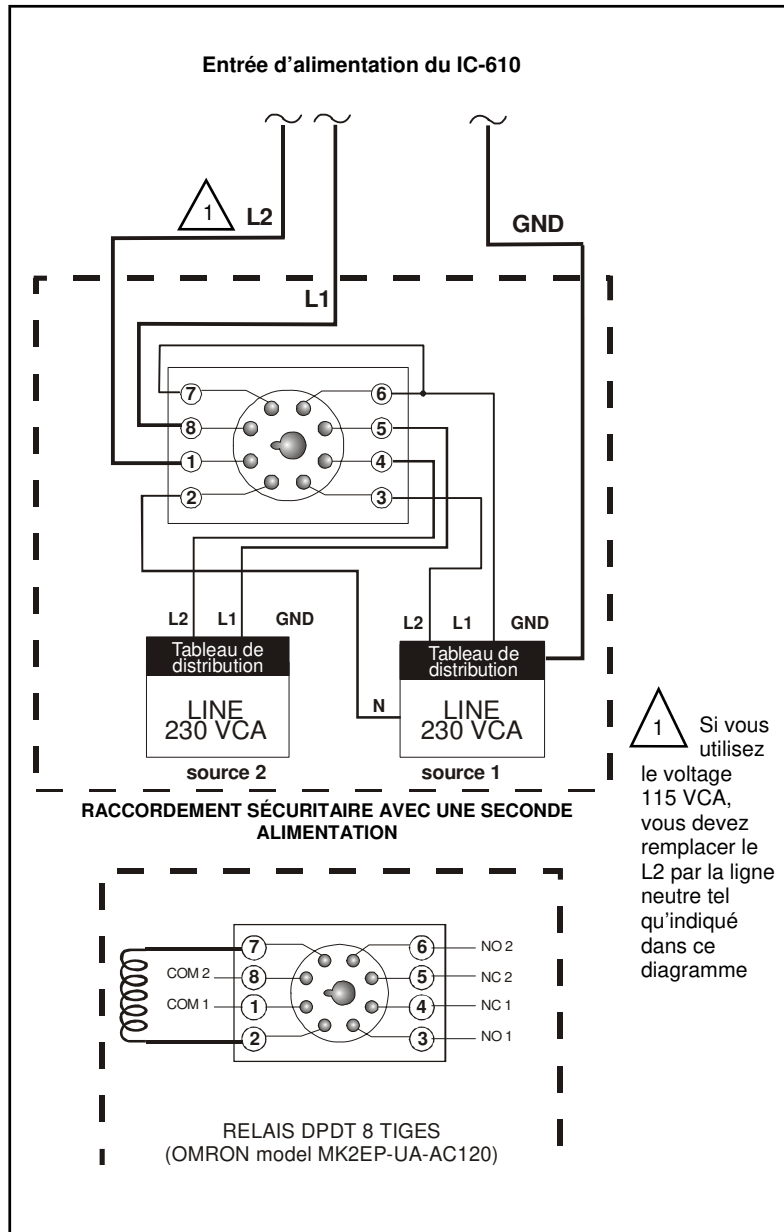 Entrée d'alimentation du IC-610
1
L2
GND
L1
7
6
8
5
1
4
2
3
L2 L1 GND
L2 L1 GND
Tableau de
distribution
LINE
230 VCA
source 2
N
Tableau de
distribution
LINE
230 VCA
source 1
RACCORDEMENT SÉCURITAIRE AVEC UNE SECONDE
ALIMENTATION
1 Si vous
utilisez
le voltage
115 VCA,
vous devez
remplacer le
L2 par la ligne
neutre tel
qu'indiqué
dans ce
diagramme
7
6 NO 2
COM 2 8
5 NC 2
COM 1 1
4 NC 1
2
3 NO 1
RELAIS DPDT 8 TIGES
(OMRON model MK2EP-UA-AC120)